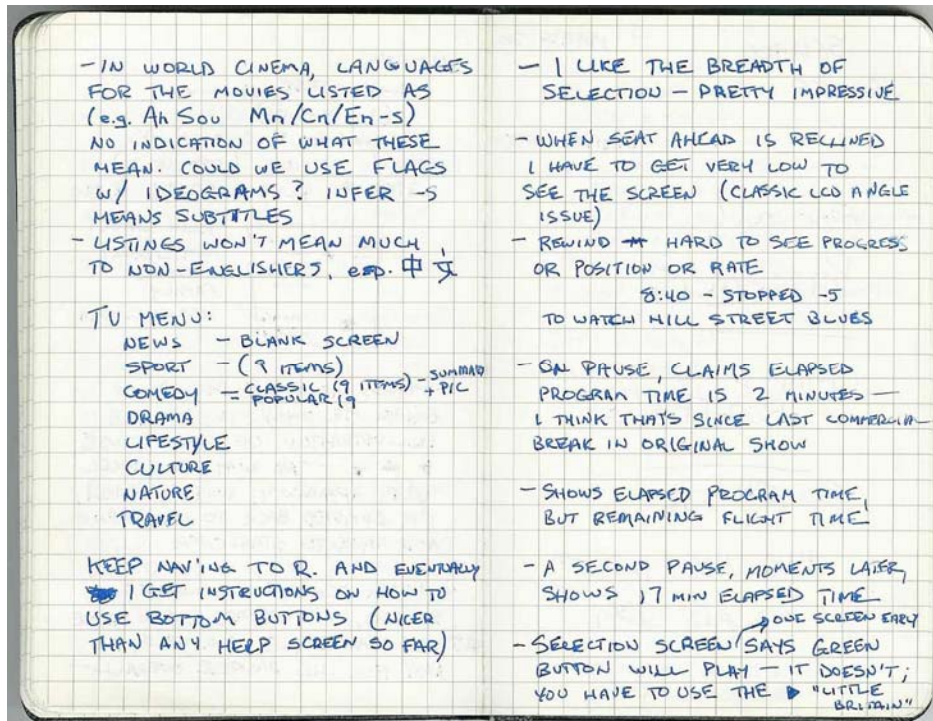 - IN WORLD CINEMA, LANGUAGES
FOR THE MOVIES LISTED AS
(e.g. Ah Sou Mn/Cn/En-s)
NO INDICATION OF WHAT THESE
MEAN. COULD WE USE FLAGS
W/ IDEOGRAMS? INFER -S
MEANS SUBTITLES
- LISTINGS WON'T MEAN MUCH
TO NON-ENGLISHERS, esp. 中文
TV MENU:
NEWS - BLANK SCREEN
SPORT - (9 ITEMS)
COMEDY - CLASSIC (9 ITEMS) - SUMMARY + PIC
- POPULAR (9
DRAMA
LIFESTYLE
CULTURE
NATURE
TRAVEL
KEEP NAV'ING TO R. AND EVENTUALLY
I GET INSTRUCTIONS ON HOW TO
USE BOTTOM BUTTONS (NICER
THAN ANY HELP SCREEN SO FAR)
- I LIKE THE BREADTH OF
SELECTION - PRETTY IMPRESSIVE
- WHEN SEAT AHEAD IS RECLINED
I HAVE TO GET VERY LOW TO
SEE THE SCREEN (CLASSIC LCD ANGLE
ISSUE)
- REWIND HARD TO SEE PROGRESS
OR POSITION OR RATE
8:40 - STOPPED -5
TO WATCH HILL STREET BLUES
- ON PAUSE, CLAIMS ELAPSED
PROGRAM TIME IS 2 MINUTES -
I THINK THAT'S SINCE LAST COMMERCIAL
BREAK IN ORIGINAL SHOW
- SHOWS ELAPSED PROGRAM TIME,
BUT REMAINING FLIGHT TIME
- A SECOND PAUSE, MOMENTS LATER,
SHOWS 17 MIN ELAPSED TIME
→ ONE SCREEN EARLY
- SELECTION SCREEN SAYS GREEN
BUTTON WILL PLAY - IT DOESN'T;
YOU HAVE TO USE THE ▶ "LITTLE
BRITAIN"